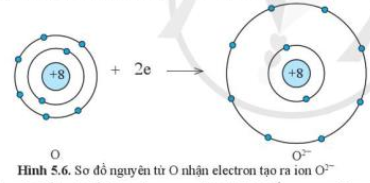 +8
+ 2e
+8
O
O²⁻
Hình 5.6. Sơ đồ nguyên tử O nhận electron tạo ra ion O²⁻